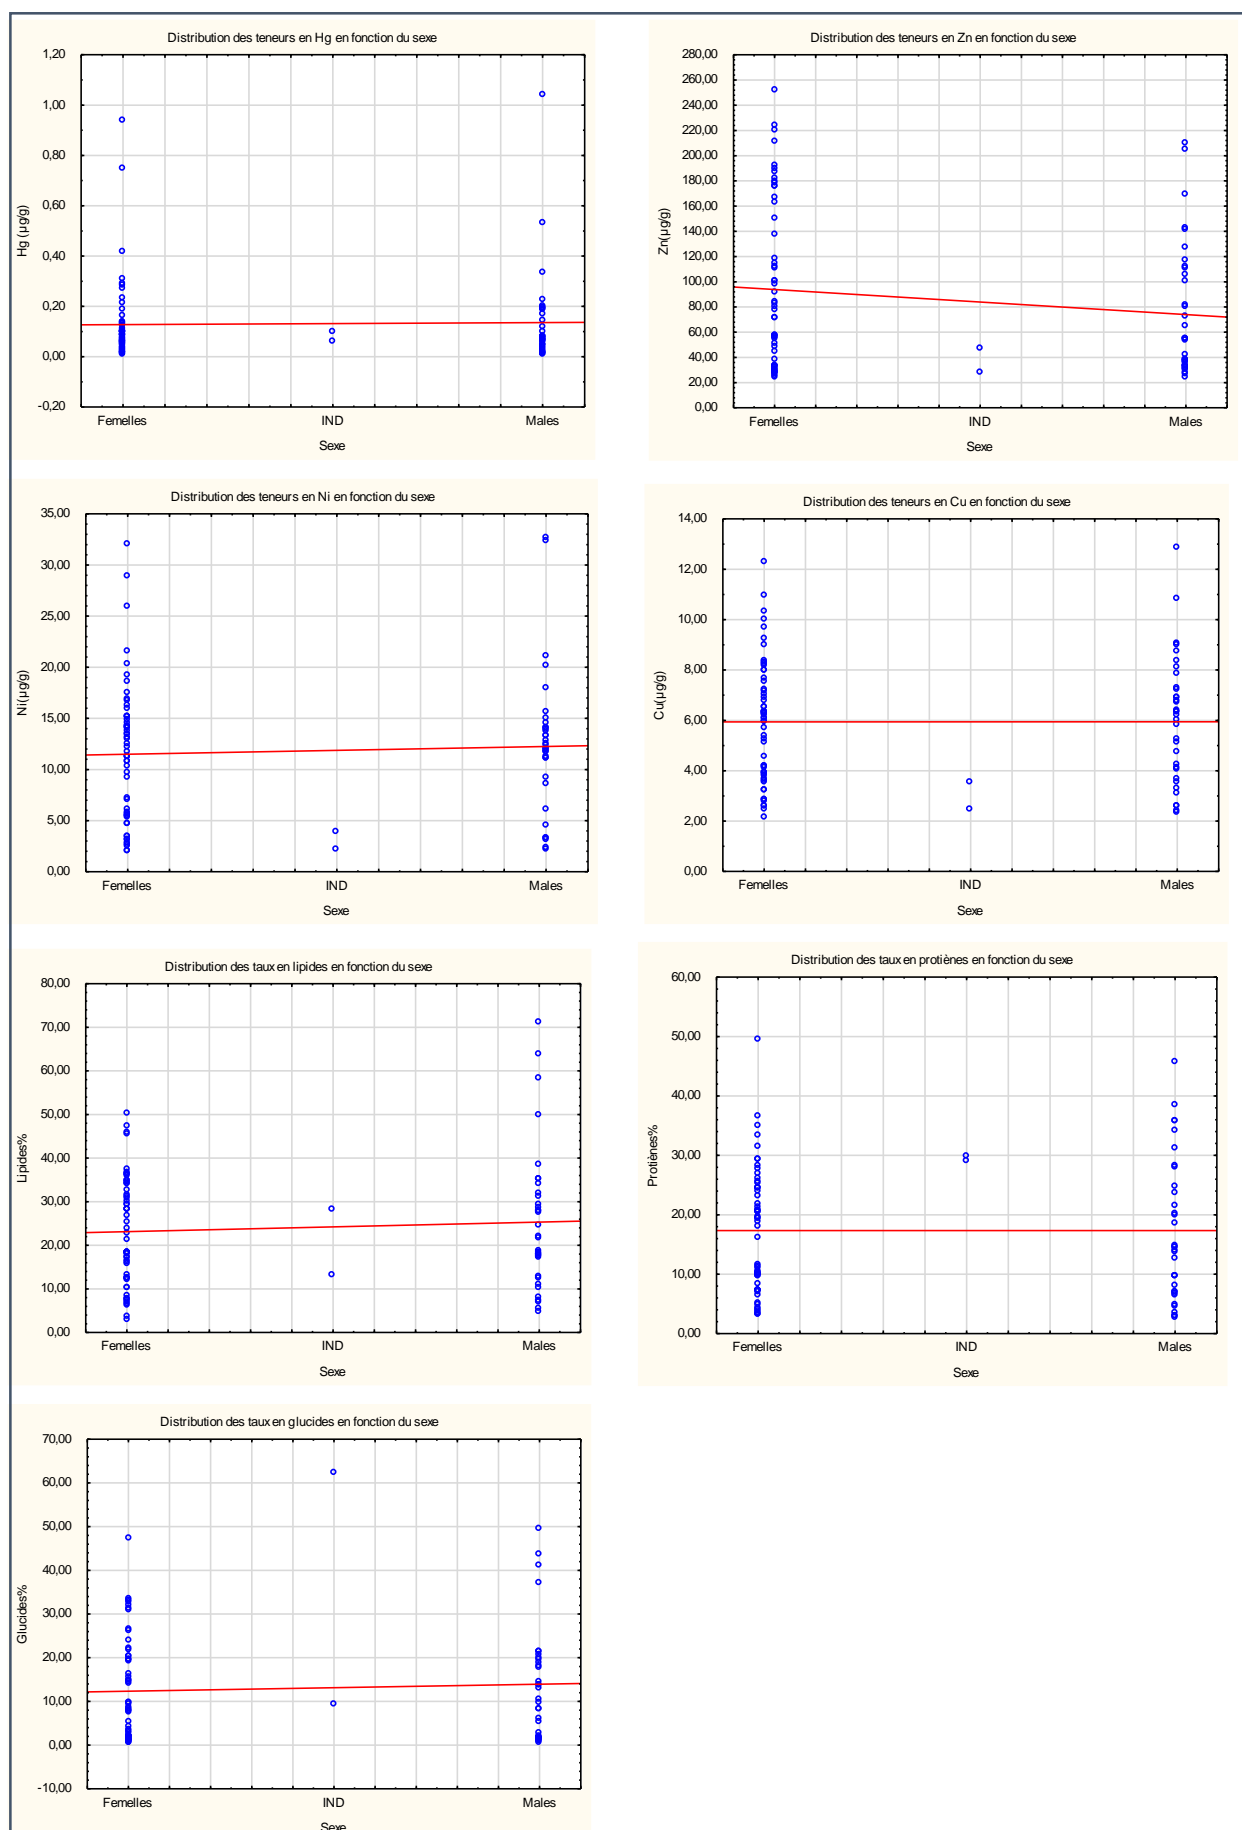 Distribution des teneurs en Hg en fonction du sexe
1,20
1,00
0,80
0,60
0,40
0,20
0,00
-0,20
Hg (µg/g)
Femelles IND Males
Sexe
Distribution des teneurs en Zn en fonction du sexe
280,00
260,00
240,00
220,00
200,00
180,00
160,00
140,00
120,00
100,00
80,00
60,00
40,00
20,00
0,00
Zn(µg/g)
Femelles IND Males
Sexe
Distribution des teneurs en Ni en fonction du sexe
35,00
30,00
25,00
20,00
15,00
10,00
5,00
0,00
Ni(µg/g)
Femelles IND Males
Sexe
Distribution des teneurs en Cu en fonction du sexe
14,00
12,00
10,00
8,00
6,00
4,00
2,00
0,00
Cu(µg/g)
Femelles IND Males
Sexe
Distribution des taux en lipides en fonction du sexe
80,00
70,00
60,00
50,00
40,00
30,00
20,00
10,00
0,00
Lipides%
Femelles IND Males
Sexe
Distribution des taux en protiènes en fonction du sexe
60,00
50,00
40,00
30,00
20,00
10,00
0,00
Protiènes%
Femelles IND Males
Sexe
Distribution des taux en glucides en fonction du sexe
70,00
60,00
50,00
40,00
30,00
20,00
10,00
0,00
-10,00
Glucides%
Femelles IND Males
Sexe